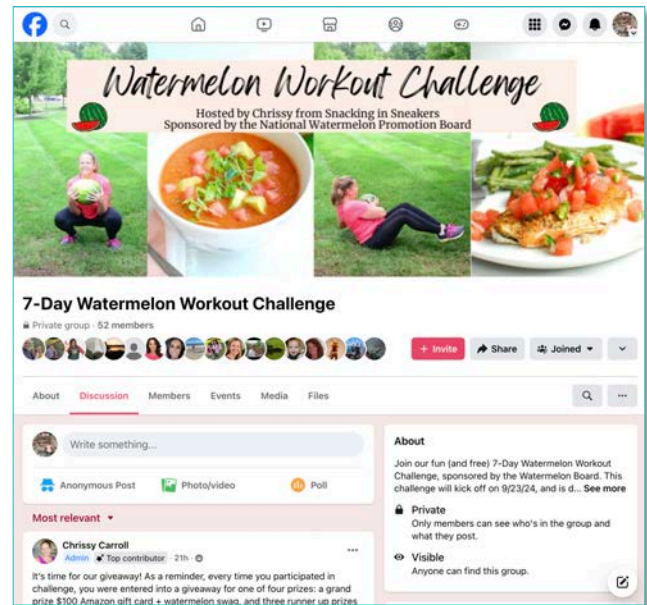 Watermelon Workout Challenge
Hosted by Chrissy from Snacking in Sneakers
Sponsored by the National Watermelon Promotion Board
7-Day Watermelon Workout Challenge
Private group · 52 members
+ Invite
Share
Joined
About
Discussion
Members
Events
Media
Files
Write something...
Anonymous Post
Photo/video
Poll
Most relevant
Chrissy Carroll
Admin
Top contributor · 21h ·
It's time for our giveaway! As a reminder, every time you participated in
challenge, you were entered into a giveaway for one of four prizes: a grand
prize $100 Amazon gift card + watermelon swag, and three runner up prizes
About
Join our fun (and free) 7-Day Watermelon Workout
Challenge, sponsored by the Watermelon Board. This
challenge will kick off on 9/23/24, and is d... See more
Private
Only members can see who's in the group and
what they post.
Visible
Anyone can find this group.